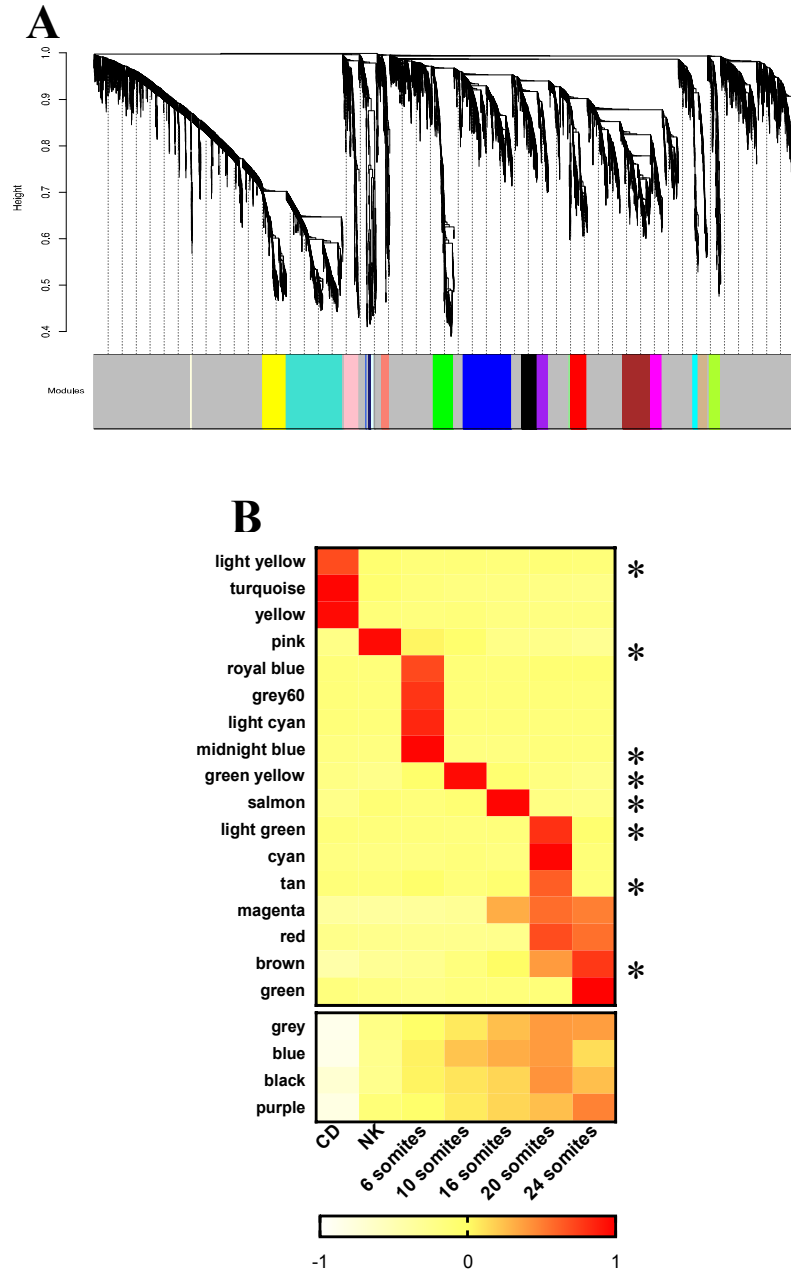 A
Height
1.0
0.9
0.8
0.7
0.6
0.5
0.4
Modules
B
light yellow *
turquoise
yellow
pink *
royal blue
grey60
light cyan
midnight blue *
green yellow *
salmon *
light green *
cyan
tan *
magenta
red
brown *
green
grey
blue
black
purple
CD NK 6 somites 10 somites 16 somites 20 somites 24 somites
-1 0 1